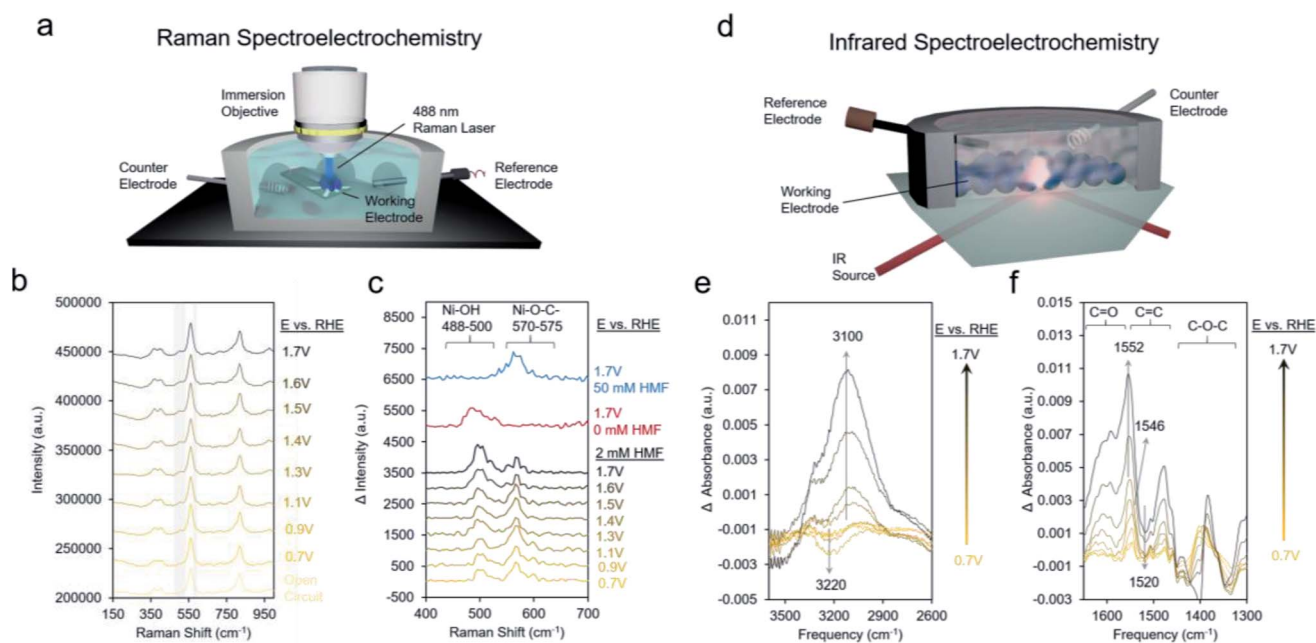 a
Raman Spectroelectrochemistry
Immersion
Objective
488 nm
Raman Laser
Counter
Electrode
Reference
Electrode
Working
Electrode
d
Infrared Spectroelectrochemistry
Reference
Electrode
Counter
Electrode
Working
Electrode
IR
Source
b
500000
450000
400000
350000
300000
250000
200000
Intensity (a.u.)
150 350 550 750 950
Raman Shift (cm⁻¹)
E vs. RHE
1.7V
1.6V
1.5V
1.4V
1.3V
1.1V
0.9V
0.7V
Open
Circuit
c
Ni-OH
488-500
Ni-O-C-
570-575
E vs. RHE
7500
6500
5500
4500
3500
2500
1500
500
-500
Δ Intensity (a.u.)
1.7V
50 mM HMF
1.7V
0 mM HMF
2 mM HMF
1.7V
1.6V
1.5V
1.4V
1.3V
1.1V
0.9V
0.7V
400 500 600 700
Raman Shift (cm⁻¹)
e
0.011
0.009
0.007
0.005
0.003
0.001
-0.001
-0.003
-0.005
Δ Absorbance (a.u.)
3100
3220
3500 3200 2900 2600
Frequency (cm⁻¹)
E vs. RHE
1.7V
0.7V
f
0.015
0.013
0.011
0.009
0.007
0.005
0.003
0.001
-0.001
-0.003
Δ Absorbance (a.u.)
C=O C=C
C-O-C
1552
1546
1520
1600 1500 1400 1300
Frequency (cm⁻¹)
E vs. RHE
1.7V
0.7V